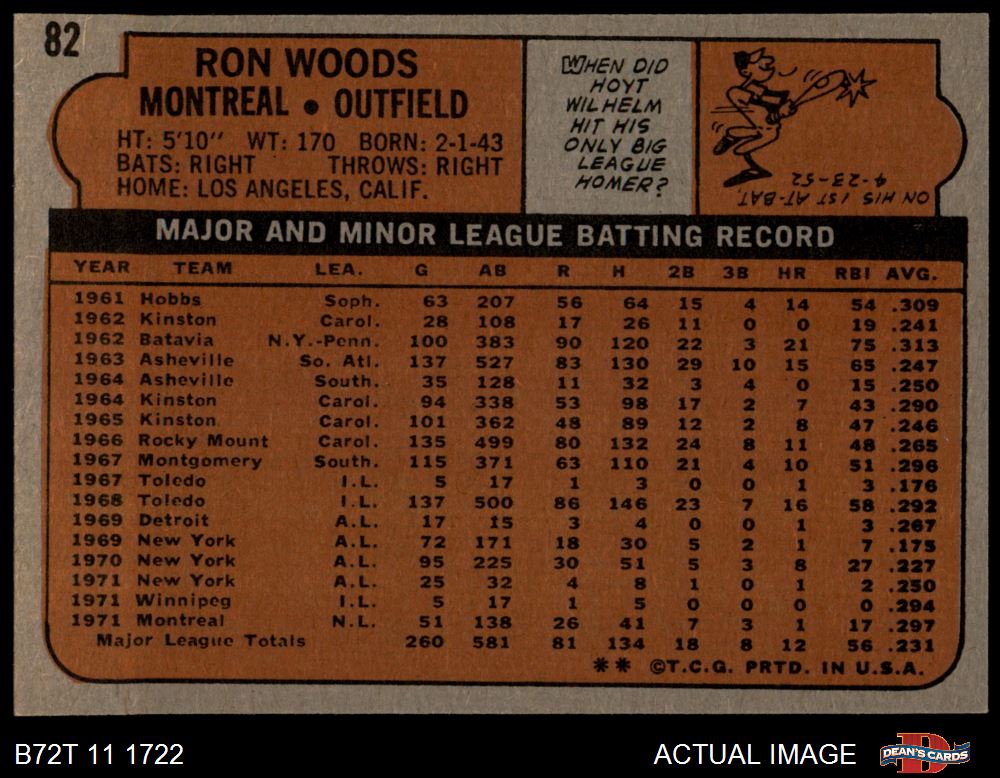 82
RON WOODS
MONTREAL • OUTFIELD
HT: 5'10" WT: 170 BORN: 2-1-43
BATS: RIGHT THROWS: RIGHT
HOME: LOS ANGELES, CALIF.
WHEN DID
HOYT
WILHELM
HIT HIS
ONLY BIG
LEAGUE
HOMER?
ON HIS 1ST AT-BAT,
4-23-52
MAJOR AND MINOR LEAGUE BATTING RECORD
YEAR TEAM LEA. G AB R H 2B 3B HR RBI AVG.
1961 Hobbs Soph. 63 207 56 64 15 4 14 54 .309
1962 Kinston Carol. 28 108 17 26 11 0 0 19 .241
1962 Batavia N.Y.-Penn. 100 383 90 120 22 3 21 75 .313
1963 Asheville So. Atl. 137 527 83 130 29 10 15 65 .247
1964 Asheville South. 35 128 11 32 3 4 0 15 .250
1964 Kinston Carol. 94 338 53 98 17 2 7 43 .290
1965 Kinston Carol. 101 362 48 89 12 2 8 47 .246
1966 Rocky Mount Carol. 135 499 80 132 24 8 11 48 .265
1967 Montgomery South. 115 371 63 110 21 4 10 51 .296
1967 Toledo I.L. 5 17 1 3 0 0 1 3 .176
1968 Toledo I.L. 137 500 86 146 23 7 16 58 .292
1969 Detroit A.L. 17 15 3 4 0 0 1 3 .267
1969 New York A.L. 72 171 18 30 5 2 1 7 .175
1970 New York A.L. 95 225 30 51 5 3 8 27 .227
1971 New York A.L. 25 32 4 8 1 0 1 2 .250
1971 Winnipeg I.L. 5 17 1 5 0 0 0 0 .294
1971 Montreal N.L. 51 138 26 41 7 3 1 17 .297
Major League Totals 260 581 81 134 18 8 12 56 .231
** ©T.C.G. PRTD. IN U.S.A.
B72T 11 1722
ACTUAL IMAGE
DEAN'S CARDS